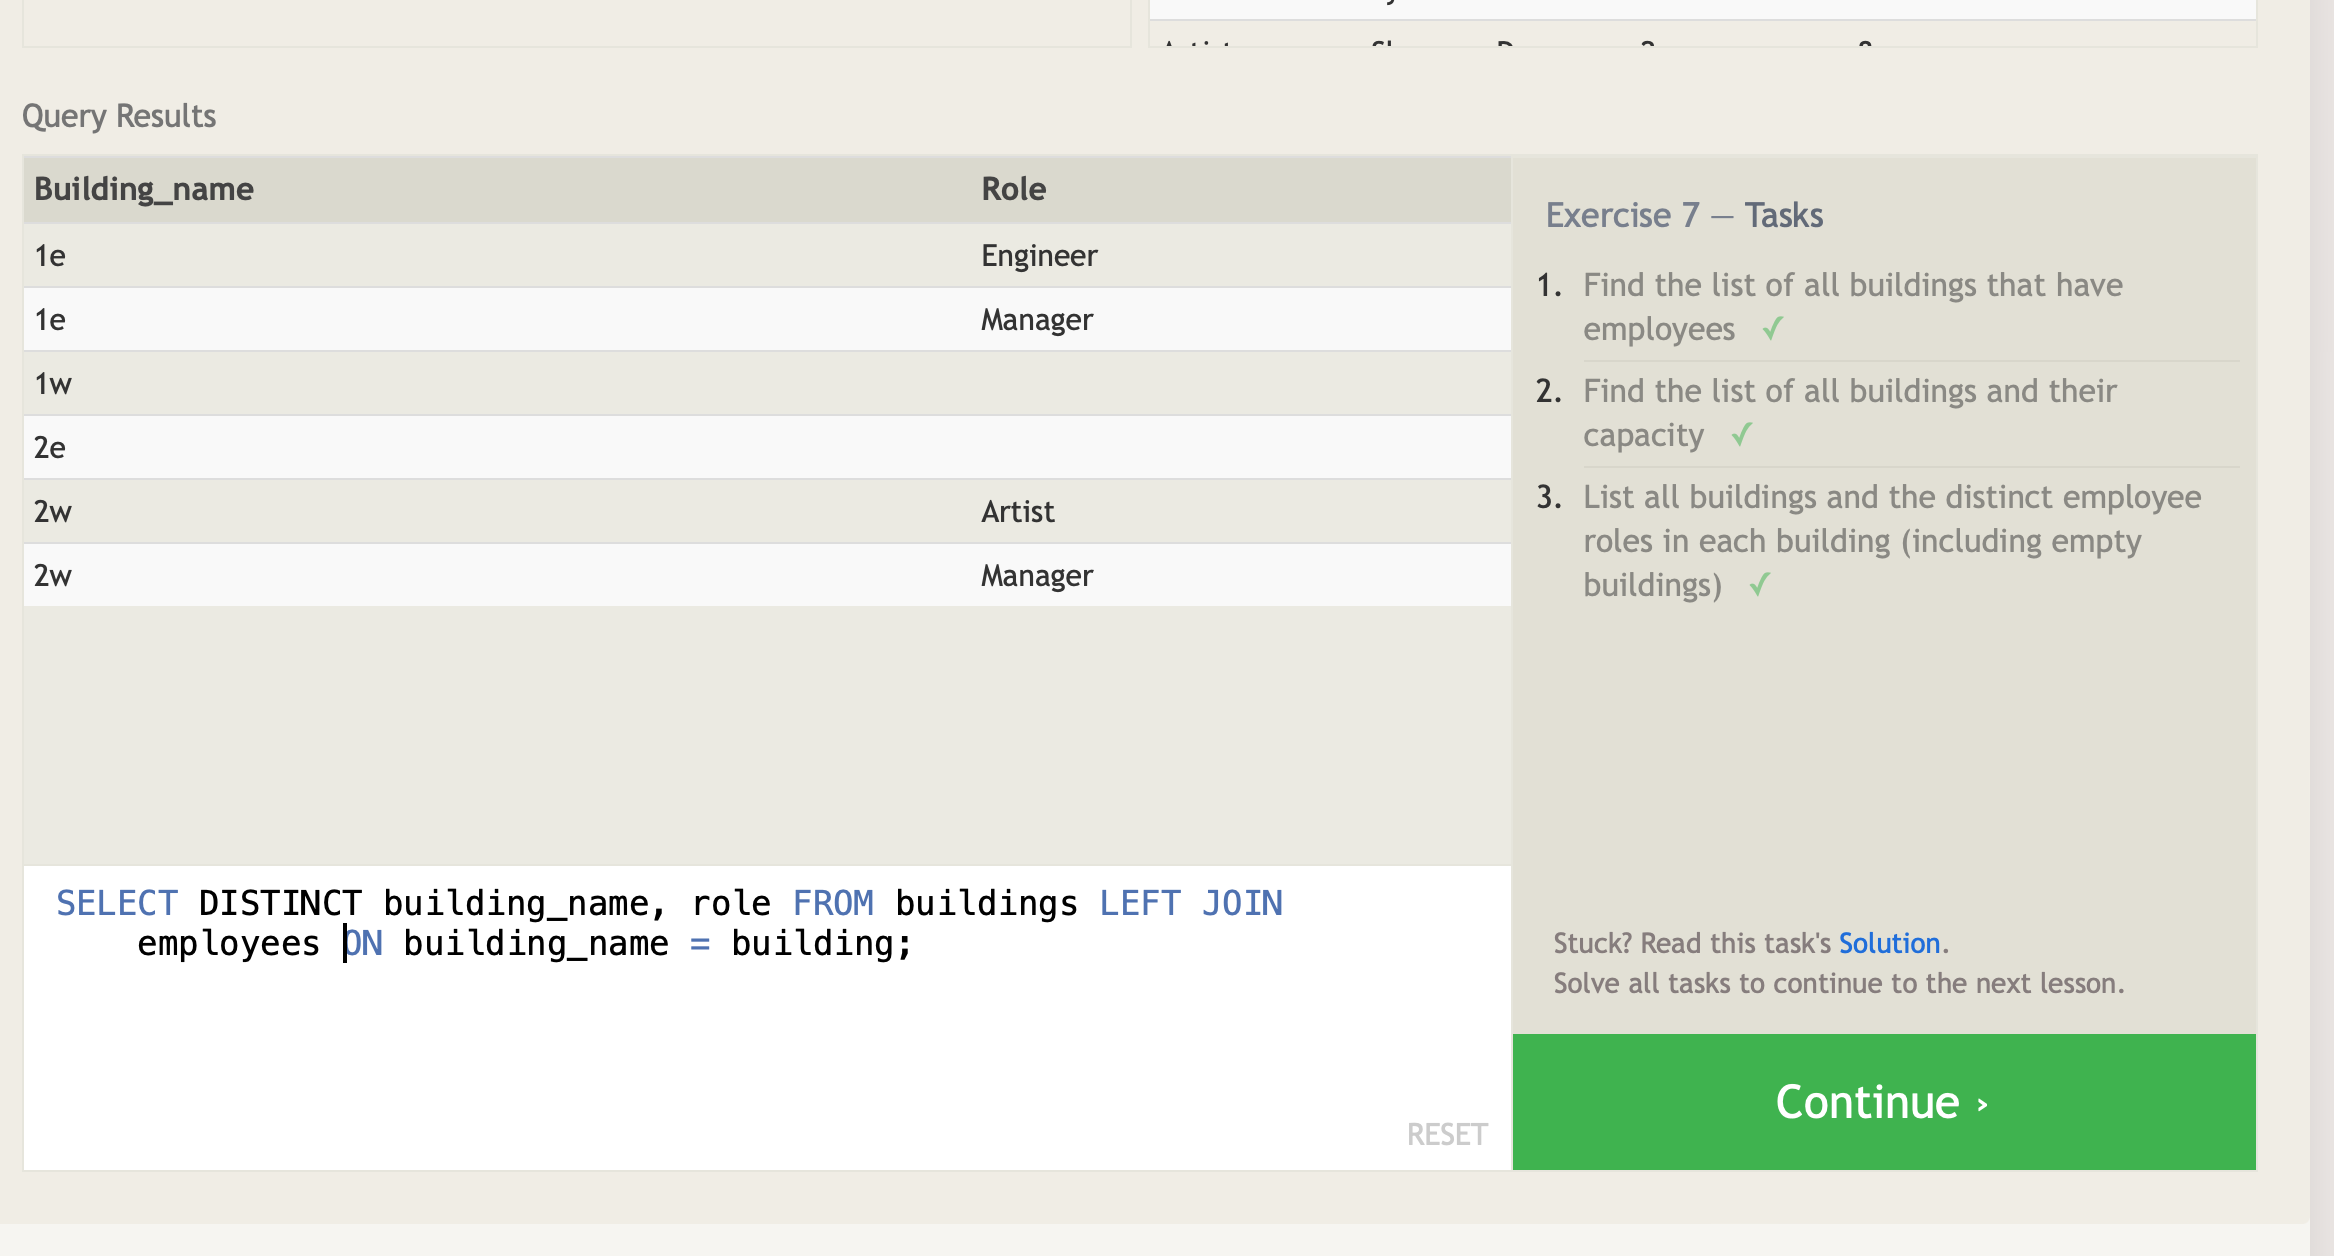 Query Results
Building_name Role
1e Engineer
1e Manager
1w
2e
2w Artist
2w Manager
SELECT DISTINCT building_name, role FROM buildings LEFT JOIN
employees ON building_name = building;
RESET
Exercise 7 — Tasks
1. Find the list of all buildings that have
employees ✓
2. Find the list of all buildings and their
capacity ✓
3. List all buildings and the distinct employee
roles in each building (including empty
buildings) ✓
Stuck? Read this task's Solution.
Solve all tasks to continue to the next lesson.
Continue ›